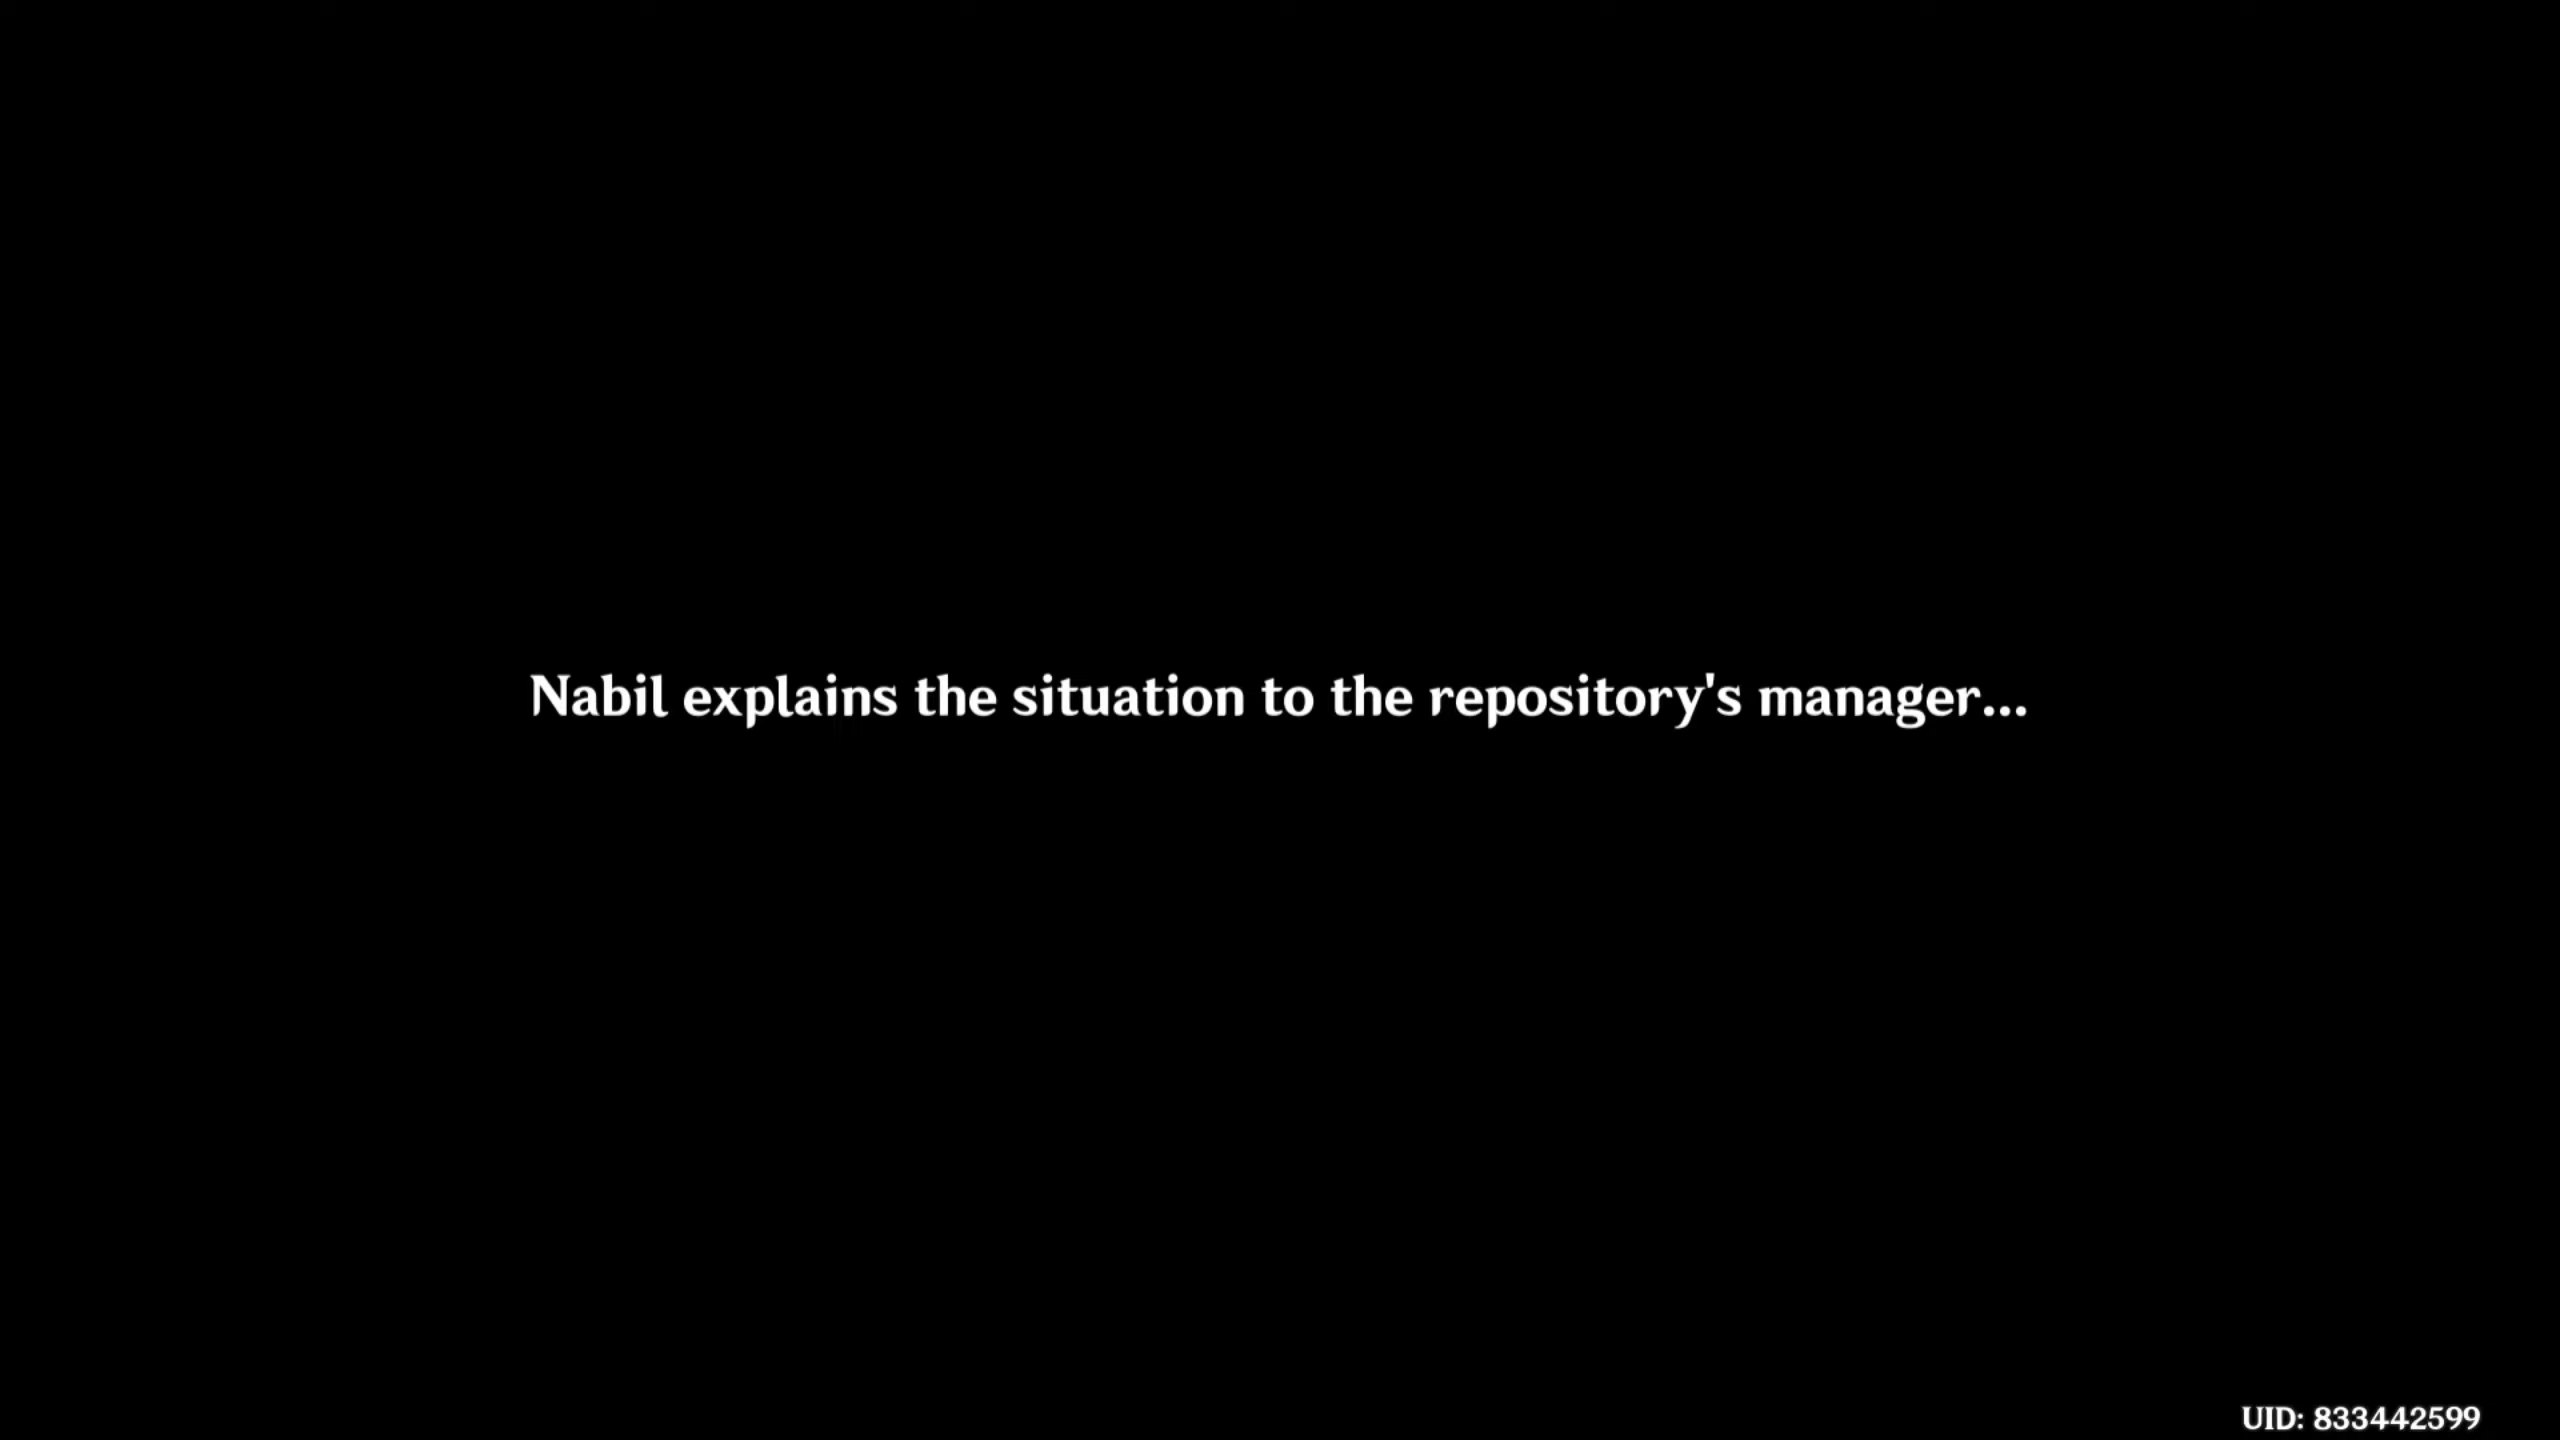 Nabil explains the situation to the repository's manager...
UID: 833442599